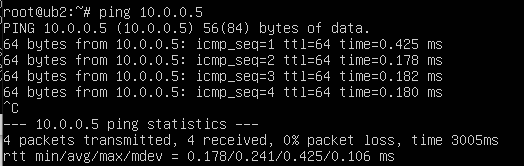 root@ub2:~# ping 10.0.0.5
PING 10.0.0.5 (10.0.0.5) 56(84) bytes of data.
64 bytes from 10.0.0.5: icmp_seq=1 ttl=64 time=0.425 ms
64 bytes from 10.0.0.5: icmp_seq=2 ttl=64 time=0.178 ms
64 bytes from 10.0.0.5: icmp_seq=3 ttl=64 time=0.182 ms
64 bytes from 10.0.0.5: icmp_seq=4 ttl=64 time=0.180 ms
^C
--- 10.0.0.5 ping statistics ---
4 packets transmitted, 4 received, 0% packet loss, time 3005ms
rtt min/avg/max/mdev = 0.178/0.241/0.425/0.106 ms